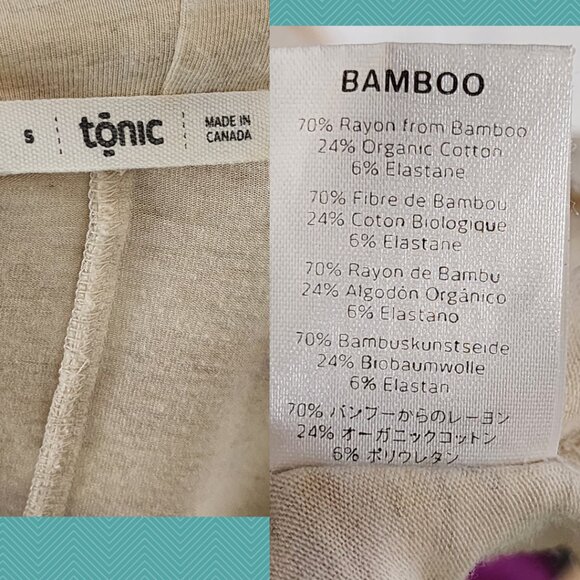 S
tōnic
MADE IN
CANADA
BAMBOO
70% Rayon from Bamboo
24% Organic Cotton
6% Elastane
70% Fibre de Bambou
24% Coton Biologique
6% Elastane
70% Rayon de Bambu
24% Algodón Orgánico
6% Elastano
70% Bambuskunstseide
24% Biobaumwolle
6% Elastan
70% バンブーからのレーヨン
24% オーガニックコットン
6% ポリウレタン